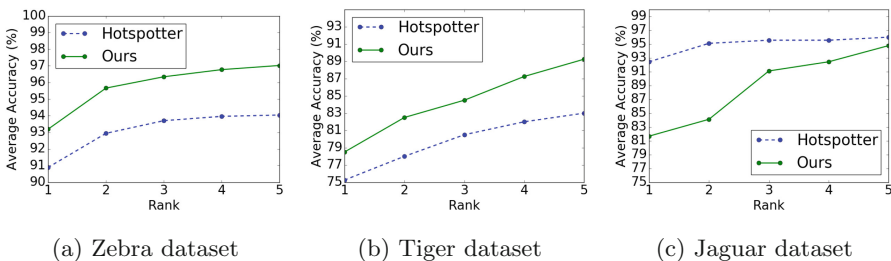 100
99
98
97
96
95
94
93
92
91
90
Average Accuracy (%)
Hotspotter
Ours
1 2 3 4 5
Rank
(a) Zebra dataset
93
91
89
87
85
83
81
79
77
75
Average Accuracy (%)
Hotspotter
Ours
1 2 3 4 5
Rank
(b) Tiger dataset
99
97
95
93
91
89
87
85
83
81
79
77
75
Average Accuracy (%)
Hotspotter
Ours
1 2 3 4 5
Rank
(c) Jaguar dataset